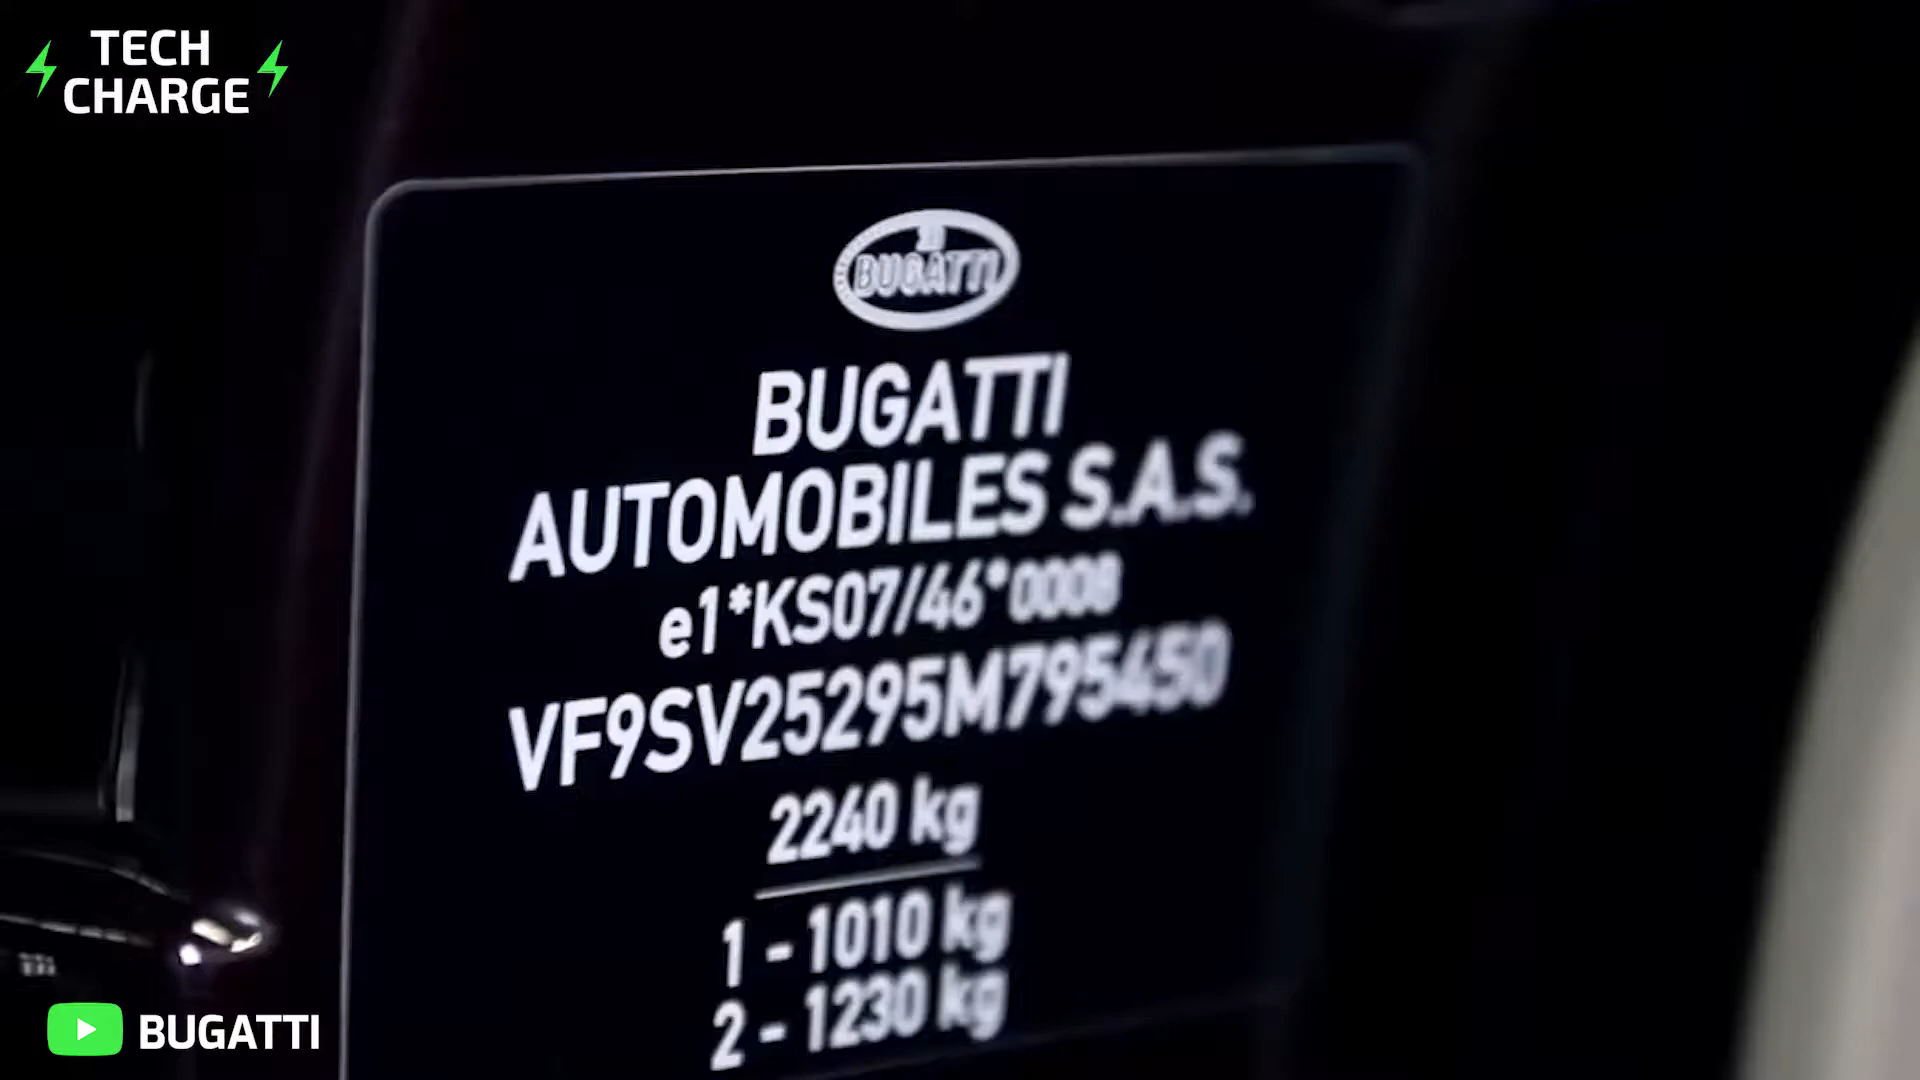 TECH
CHARGE
BUGATTI
BUGATTI
AUTOMOBILES S.A.S.
e1*KS07/46*0008
VF9SV25295M795450
2240 kg
1 - 1010 kg
2 - 1230 kg
BUGATTI